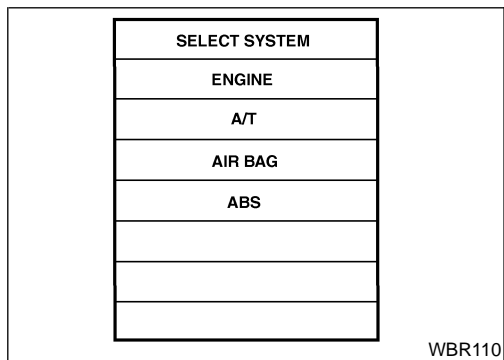 SELECT SYSTEM
ENGINE
A/T
AIR BAG
ABS
WBR110